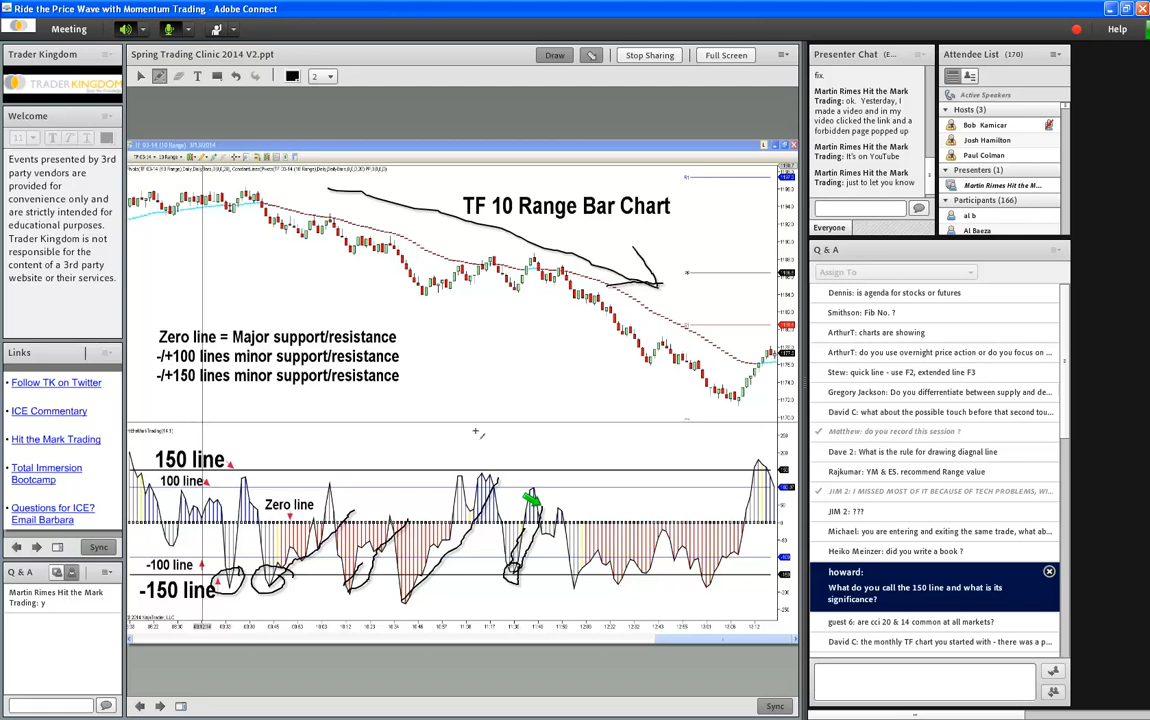 Ride the Price Wave with Momentum Trading - Adobe Connect
Meeting
Help
Trader Kingdom
TRADERKINGDOM
Welcome
11
Events presented by 3rd
party vendors are
provided for
convenience only and
are strictly intended for
educational purposes.
Trader Kingdom is not
responsible for the
content of a 3rd party
website or their services.
Links
• Follow TK on Twitter
• ICE Commentary
• Hit the Mark Trading
• Total Immersion
Bootcamp
• Questions for ICE?
Email Barbara
Sync
Q & A
Martin Rimes Hit the Mark
Trading: y
Spring Trading Clinic 2014 V2.ppt
Draw
Stop Sharing
Full Screen
2
TF 10 Range Bar Chart
Zero line = Major support/resistance
-/+100 lines minor support/resistance
-/+150 lines minor support/resistance
150 line
100 line
Zero line
-100 line
-150 line
Sync
Presenter Chat (E...
fix.
Martin Rimes Hit the Mark
Trading: ok. Yesterday, I
made a video and in my
video clicked the link and a
forbidden page popped up
Martin Rimes Hit the Mark
Trading: It's on YouTube
Martin Rimes Hit the Mark
Trading: just to let you know
Everyone
Attendee List (170)
Active Speakers
Hosts (3)
Bob Kamicar
Josh Hamilton
Paul Colman
Presenters (1)
Martin Rimes Hit the M...
Participants (166)
al b
Al Baeza
Q & A
Assign To
Dennis: is agenda for stocks or futures
Smithson: Fib No. ?
ArthurT: charts are showing
ArthurT: do you use overnight price action or do you focus on ...
Stew: quick line - use F2, extended line F3
Gregory Jackson: Do you differentiate between supply and de...
David C: what about the possible touch before that second tou...
Matthew: do you record this session ?
Dave 2: What is the rule for drawing diagnal line
Rajkumar: YM & ES. recommend Range value
JIM 2: I MISSED MOST OF IT BECAUSE OF TECH PROBLEMS, WI...
JIM 2: ???
Michael: you are entering and exiting the same trade, what ab...
Heiko Meinzer: did you write a book ?
howard:
What do you call the 150 line and what is its
significance?
guest 6: are cci 20 & 14 common at all markets?
David C: the monthly TF chart you started with - there was a p...